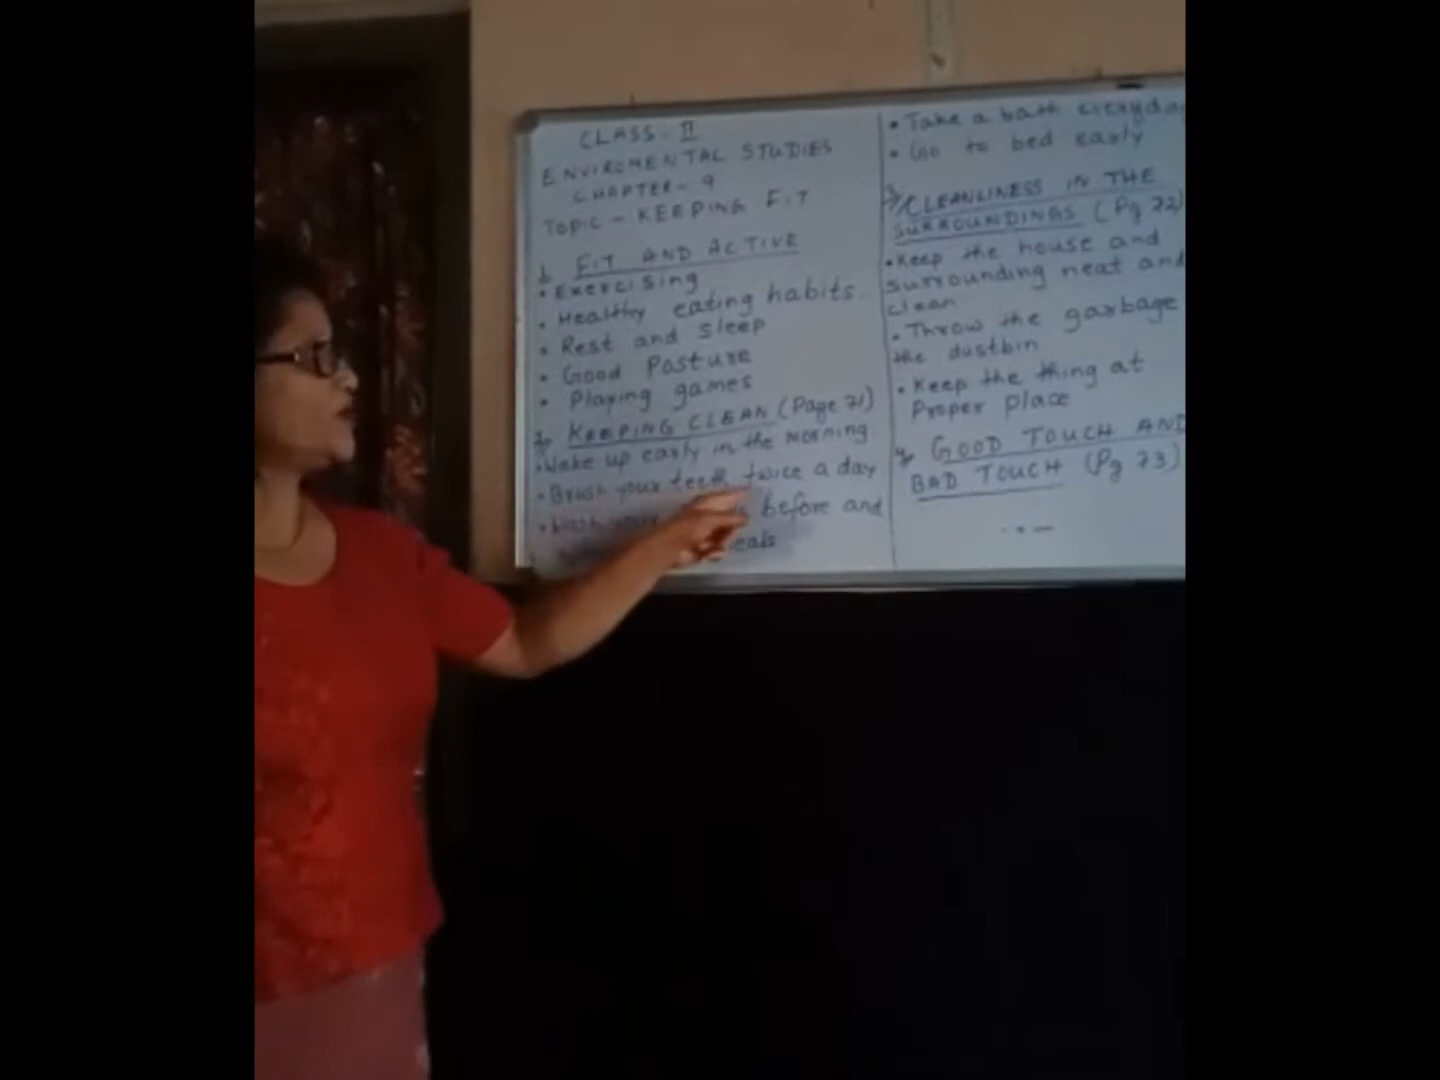 CLASS - II
ENVIROMENTAL STUDIES
CHAPTER - 9
TOPIC - KEEPING FIT
1. FIT AND ACTIVE
• Exercising
• Healthy eating habits.
• Rest and sleep
• Good Posture
• Playing games
2. KEEPING CLEAN (Page 71)
• Wake up early in the Morning
• Brush your teeth twice a day
• Wash your before and
• Take a bath everyday
• Go to bed early
3. CLEANLINESS IN THE
SURROUNDINGS (Pg 72)
• Keep the house and
surrounding neat and
clean
• Throw the garbage
the dustbin
• Keep the thing at
Proper place
4. GOOD TOUCH AND
BAD TOUCH (Pg 73)